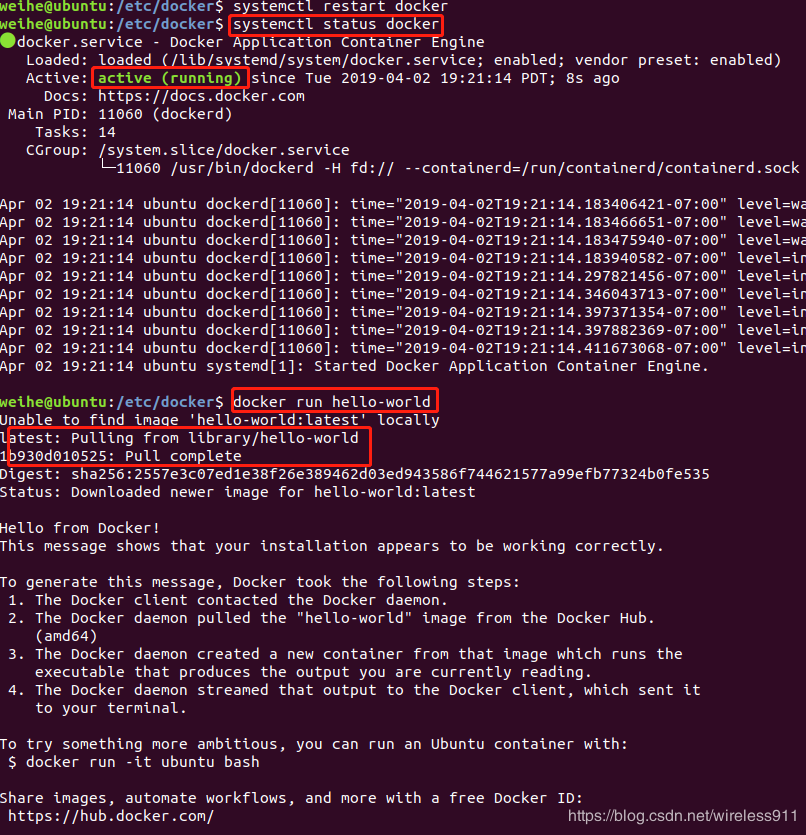 weihe@ubuntu:/etc/docker$ systemctl restart docker
weihe@ubuntu:/etc/docker$ systemctl status docker
docker.service - Docker Application Container Engine
Loaded: loaded (/lib/systemd/system/docker.service; enabled; vendor preset: enabled)
Active: active (running) since Tue 2019-04-02 19:21:14 PDT; 8s ago
Docs: https://docs.docker.com
Main PID: 11060 (dockerd)
Tasks: 14
CGroup: /system.slice/docker.service
└─11060 /usr/bin/dockerd -H fd:// --containerd=/run/containerd/containerd.sock
Apr 02 19:21:14 ubuntu dockerd[11060]: time="2019-04-02T19:21:14.183406421-07:00" level=wa
Apr 02 19:21:14 ubuntu dockerd[11060]: time="2019-04-02T19:21:14.183466651-07:00" level=wa
Apr 02 19:21:14 ubuntu dockerd[11060]: time="2019-04-02T19:21:14.183475940-07:00" level=wa
Apr 02 19:21:14 ubuntu dockerd[11060]: time="2019-04-02T19:21:14.183940582-07:00" level=in
Apr 02 19:21:14 ubuntu dockerd[11060]: time="2019-04-02T19:21:14.297821456-07:00" level=in
Apr 02 19:21:14 ubuntu dockerd[11060]: time="2019-04-02T19:21:14.346043713-07:00" level=in
Apr 02 19:21:14 ubuntu dockerd[11060]: time="2019-04-02T19:21:14.397371354-07:00" level=in
Apr 02 19:21:14 ubuntu dockerd[11060]: time="2019-04-02T19:21:14.397882369-07:00" level=in
Apr 02 19:21:14 ubuntu dockerd[11060]: time="2019-04-02T19:21:14.411673068-07:00" level=in
Apr 02 19:21:14 ubuntu systemd[1]: Started Docker Application Container Engine.
weihe@ubuntu:/etc/docker$ docker run hello-world
Unable to find image 'hello-world:latest' locally
latest: Pulling from library/hello-world
1b930d010525: Pull complete
Digest: sha256:2557e3c07ed1e38f26e389462d03ed943586f744621577a99efb77324b0fe535
Status: Downloaded newer image for hello-world:latest
Hello from Docker!
This message shows that your installation appears to be working correctly.
To generate this message, Docker took the following steps:
1. The Docker client contacted the Docker daemon.
2. The Docker daemon pulled the "hello-world" image from the Docker Hub.
(amd64)
3. The Docker daemon created a new container from that image which runs the
executable that produces the output you are currently reading.
4. The Docker daemon streamed that output to the Docker client, which sent it
to your terminal.
To try something more ambitious, you can run an Ubuntu container with:
$ docker run -it ubuntu bash
Share images, automate workflows, and more with a free Docker ID:
https://hub.docker.com/
https://blog.csdn.net/wireless911